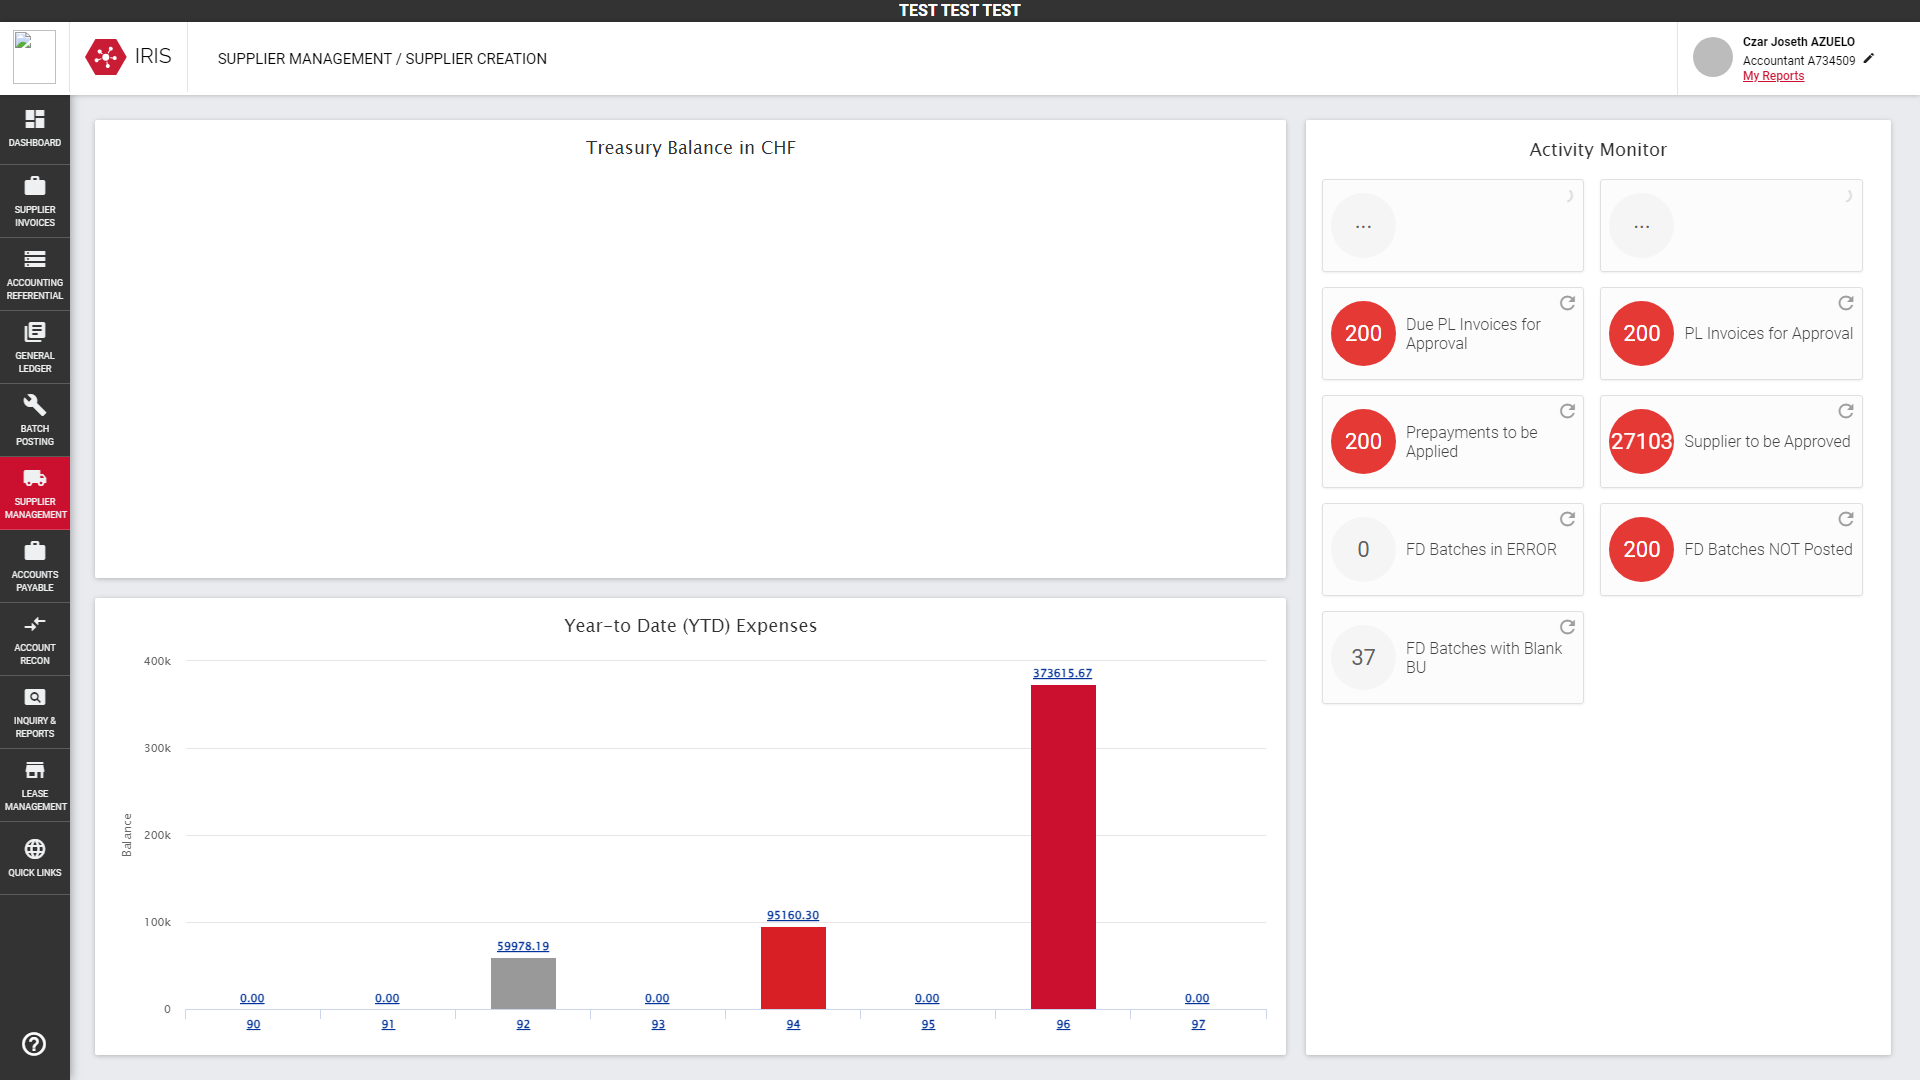 TEST TEST TEST
IRIS
SUPPLIER MANAGEMENT / SUPPLIER CREATION
Czar Joseth AZUELO
Accountant A734509
My Reports
DASHBOARD
SUPPLIER
INVOICES
ACCOUNTING
REFERENTIAL
GENERAL
LEDGER
BATCH
POSTING
SUPPLIER
MANAGEMENT
ACCOUNTS
PAYABLE
ACCOUNT
RECON
INQUIRY &
REPORTS
LEASE
MANAGEMENT
QUICK LINKS
Treasury Balance in CHF
Year-to Date (YTD) Expenses
Balance
400k
300k
200k
100k
0
0.00
0.00
59978.19
0.00
95160.30
0.00
373615.67
0.00
90
91
92
93
94
95
96
97
Activity Monitor
...
...
200
Due PL Invoices for
Approval
200
PL Invoices for Approval
200
Prepayments to be
Applied
27103
Supplier to be Approved
0
FD Batches in ERROR
200
FD Batches NOT Posted
37
FD Batches with Blank
BU